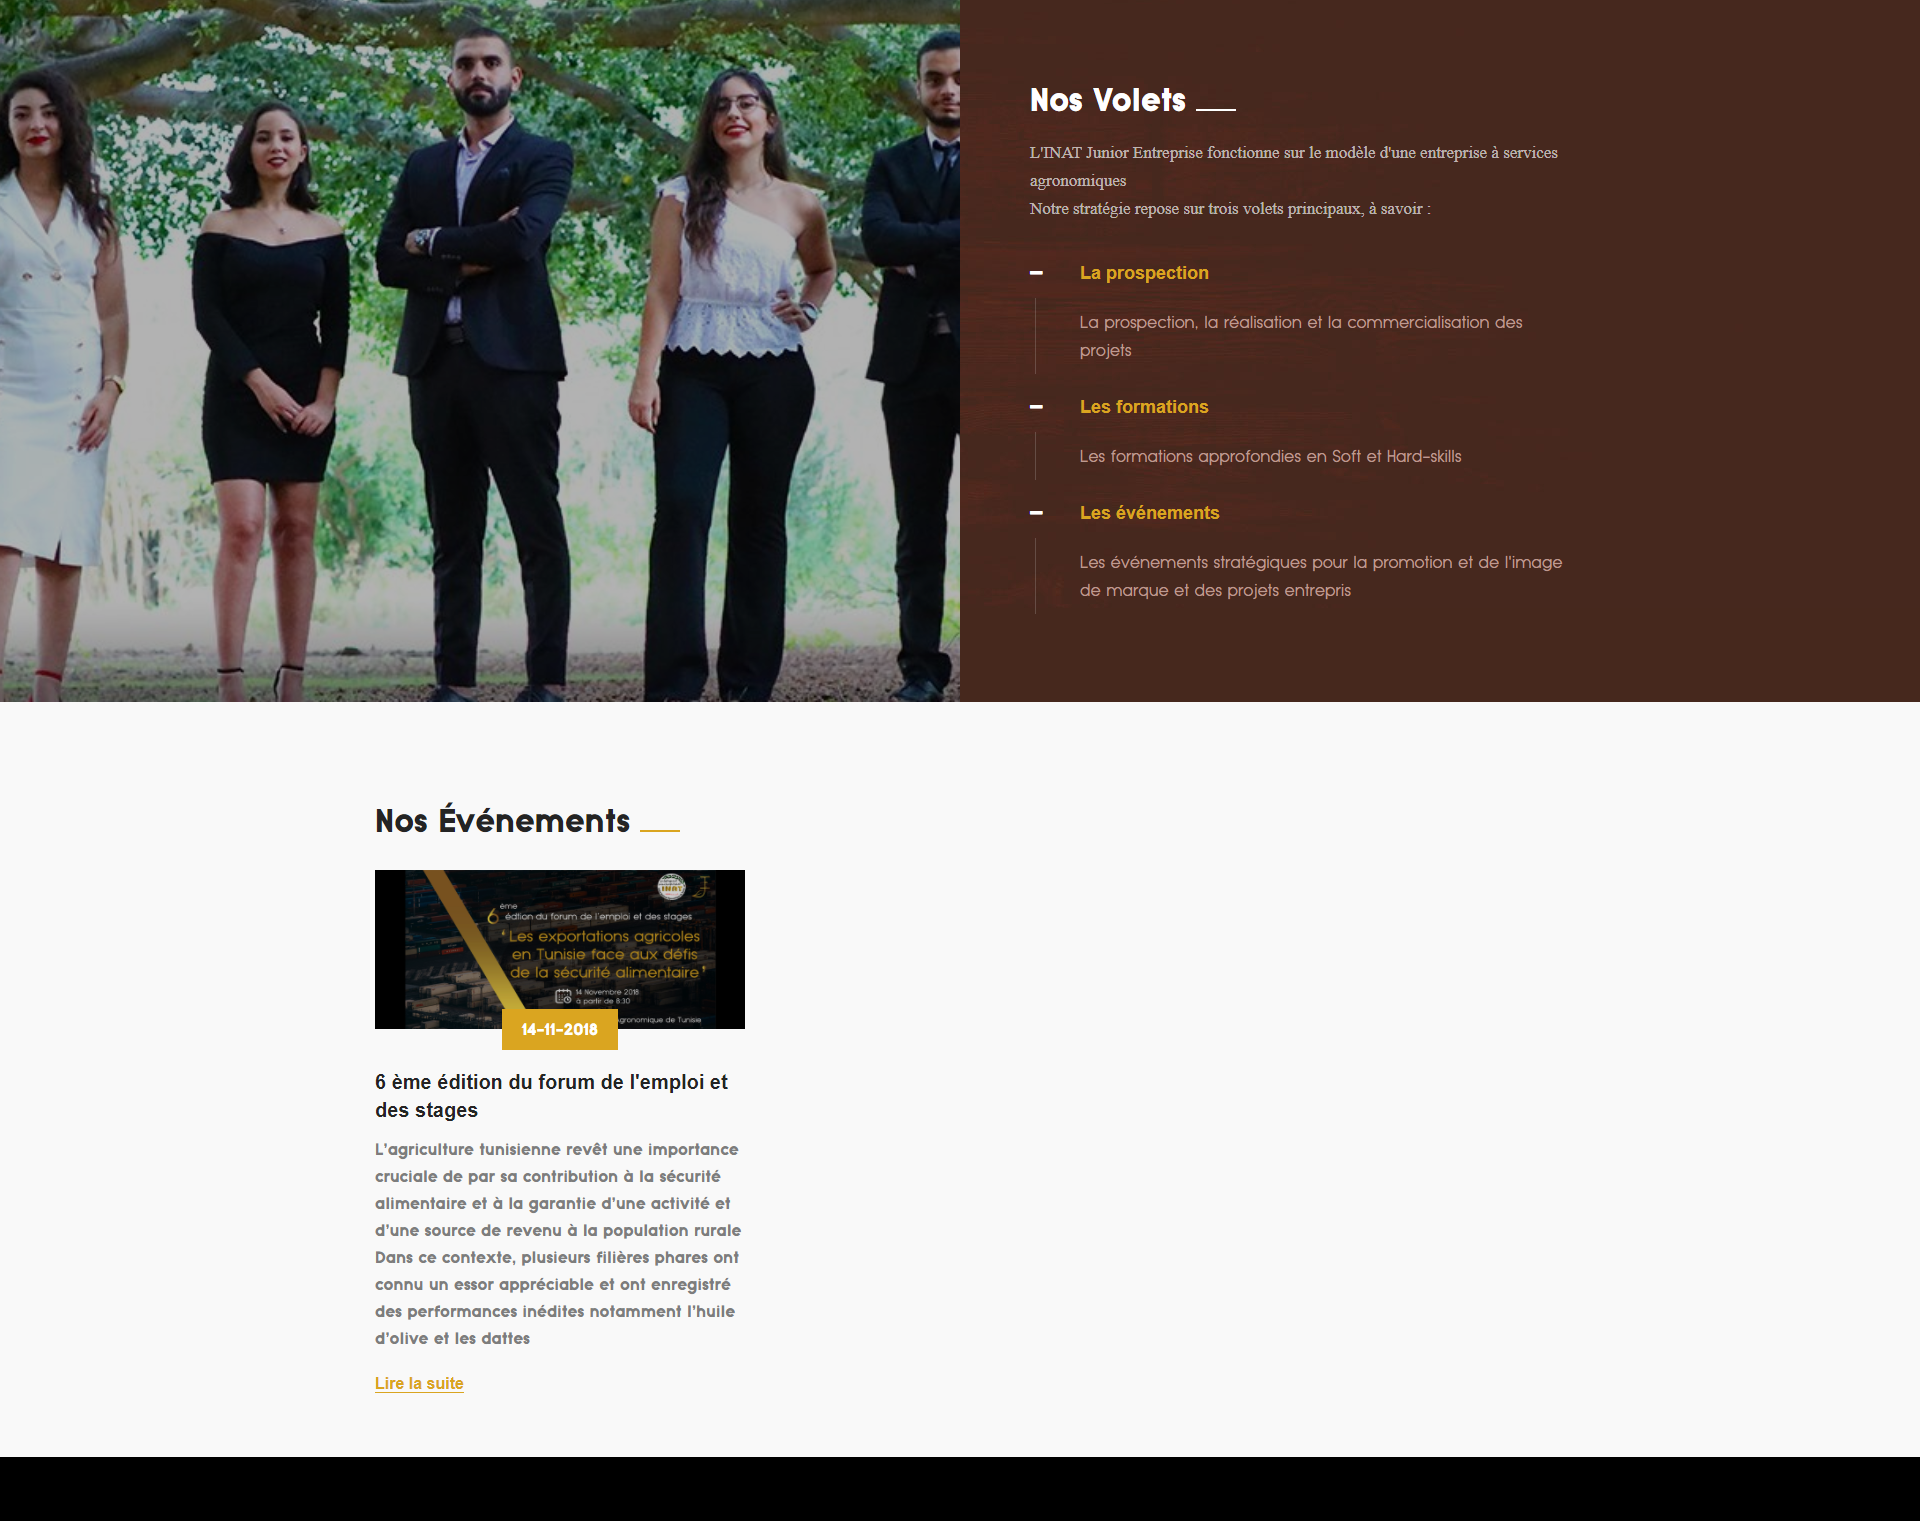 Nos Volets
L'INAT Junior Entreprise fonctionne sur le modèle d'une entreprise à services
agronomiques
Notre stratégie repose sur trois volets principaux, à savoir :
La prospection
La prospection, la réalisation et la commercialisation des
projets
Les formations
Les formations approfondies en Soft et Hard-skills
Les événements
Les événements stratégiques pour la promotion et de l'image
de marque et des projets entrepris
Nos Événements
INAT
6 ème
édtion du forum de l'emploi et des stages
‘ Les exportations agricoles
en Tunisie face aux défis
de la sécurité alimentaire ’
14 Novembre 2018
à partir de 8:30
Agronomique de Tunisie
14-11-2018
6 ème édition du forum de l'emploi et
des stages
L'agriculture tunisienne revêt une importance
cruciale de par sa contribution à la sécurité
alimentaire et à la garantie d'une activité et
d'une source de revenu à la population rurale
Dans ce contexte, plusieurs filières phares ont
connu un essor appréciable et ont enregistré
des performances inédites notamment l'huile
d'olive et les dattes
Lire la suite